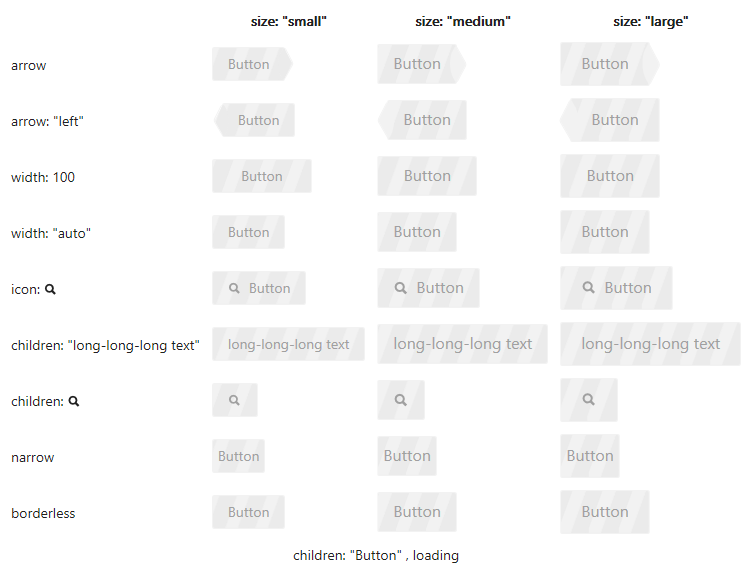 size: "small" size: "medium" size: "large"
arrow Button Button Button
arrow: "left" Button Button Button
width: 100 Button Button Button
width: "auto" Button Button Button
icon: Button Button Button
children: "long-long-long text" long-long-long text long-long-long text long-long-long text
children:
narrow Button Button Button
borderless Button Button Button
children: "Button" , loading